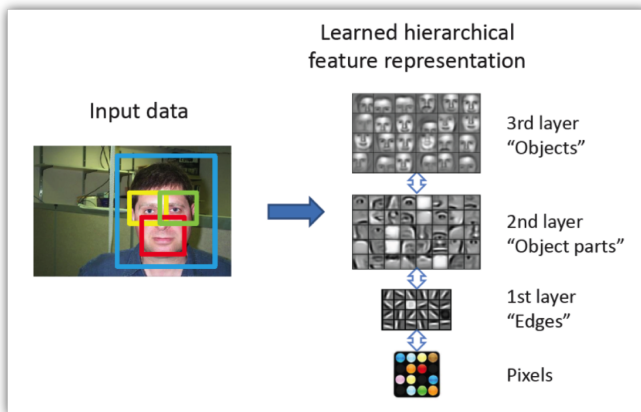 Learned hierarchical
feature representation
Input data
3rd layer
“Objects”
2nd layer
“Object parts”
1st layer
“Edges”
Pixels